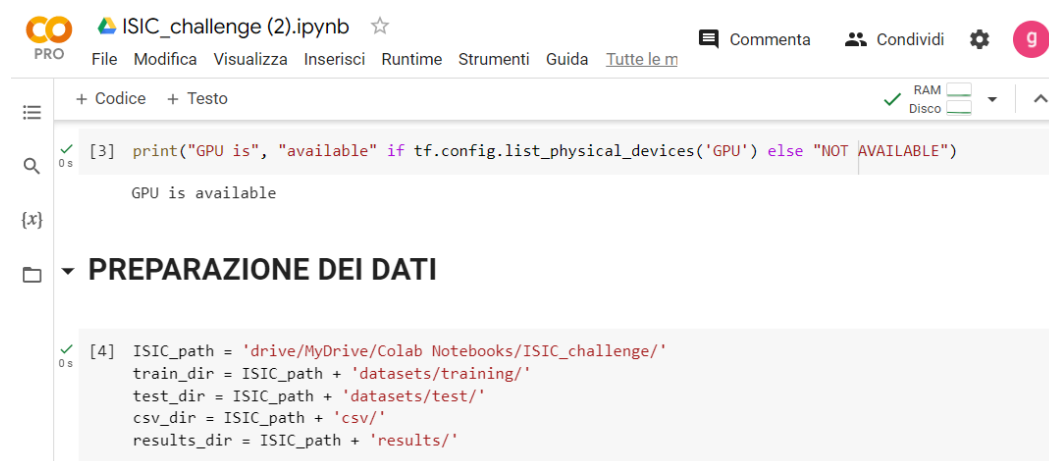 ISIC_challenge (2).ipynb
PRO
File Modifica Visualizza Inserisci Runtime Strumenti Guida Tutte le m
Commenta Condividi g
+ Codice + Testo
RAM
Disco
0 s [3] print("GPU is", "available" if tf.config.list_physical_devices('GPU') else "NOT AVAILABLE")
GPU is available
{x}
PREPARAZIONE DEI DATI
0 s [4] ISIC_path = 'drive/MyDrive/Colab Notebooks/ISIC_challenge/'
train_dir = ISIC_path + 'datasets/training/'
test_dir = ISIC_path + 'datasets/test/'
csv_dir = ISIC_path + 'csv/'
results_dir = ISIC_path + 'results/'